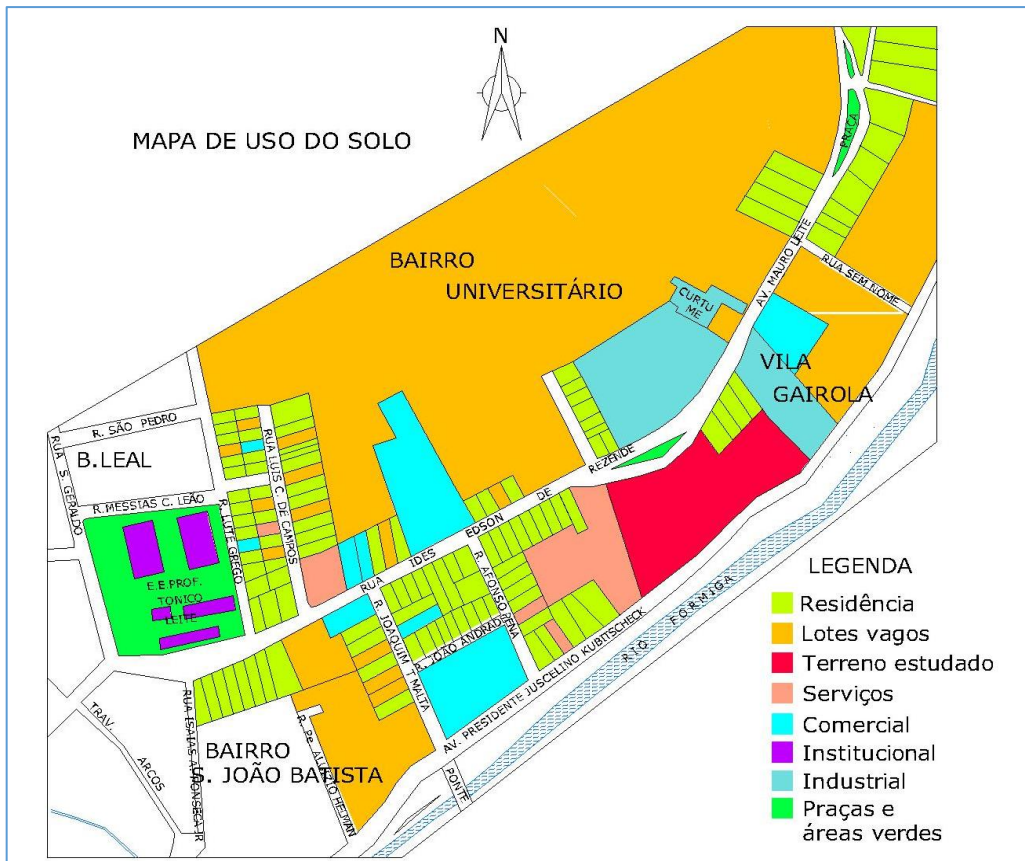 N
MAPA DE USO DO SOLO
PRAÇA
BAIRRO
UNIVERSITÁRIO
AV. MAURO LEITE
RUA SEM NOME
CURTU
ME
VILA
GAIROLA
R. SÃO PEDRO
RUA S. GERALDO
B.LEAL
RUA LUIS C. DE CAMPOS
R.MESSIAS C. LEÃO
R. LUTE GREGO
E.E PROF.
TONICO
LEITE
RUA IDES EDSON DE REZENDE
R. AFONSO PENA
R. JOAQUIM T MALTA
R. JOÃO ANDRADE
AV. PRESIDENTE JUSCELINO KUBITSCHECK
RIO FORMIGA
TRAV. ARCOS
BAIRRO
S. JOÃO BATISTA
PONTE
LEGENDA
Residência
Lotes vagos
Terreno estudado
Serviços
Comercial
Institucional
Industrial
Praças e
áreas verdes